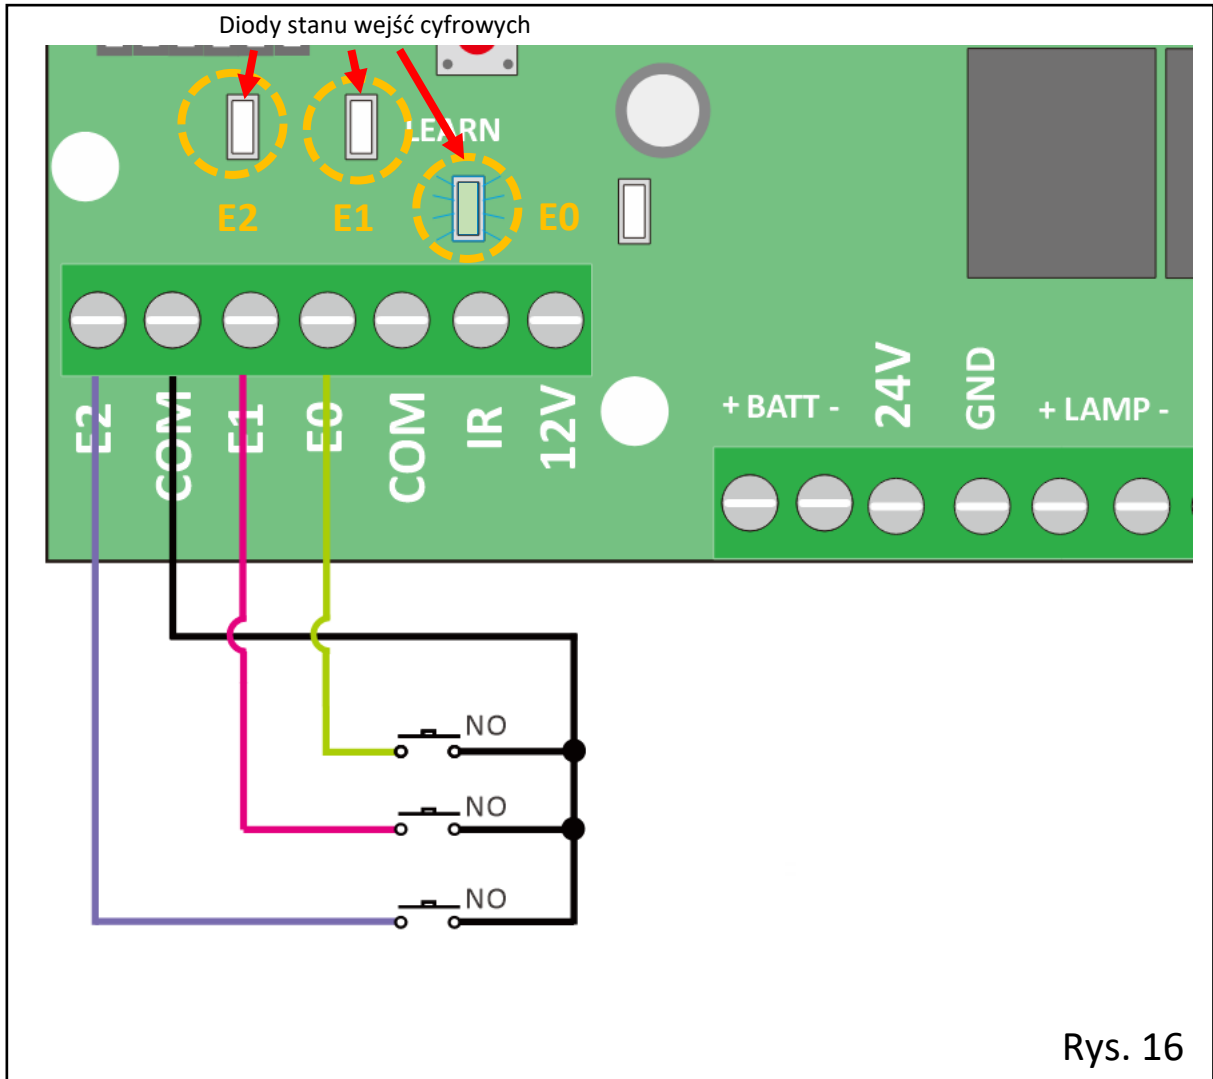 Diody stanu wejść cyfrowych
LEARN
E2
E1
E0
E2
COM
E1
E0
COM
IR
12V
+ BATT -
24V
GND
+ LAMP -
NO
NO
NO
Rys. 16